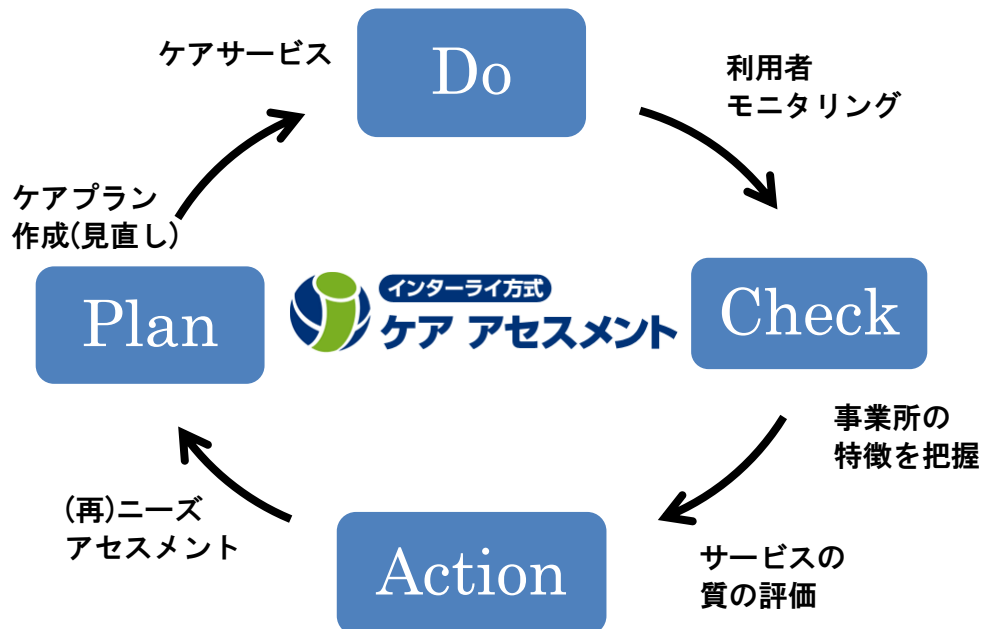 ケアサービス
Do
利用者
モニタリング
ケアプラン
作成(見直し)
Plan
インターライ方式
ケア アセスメント
Check
事業所の
特徴を把握
(再)ニーズ
アセスメント
Action
サービスの
質の評価